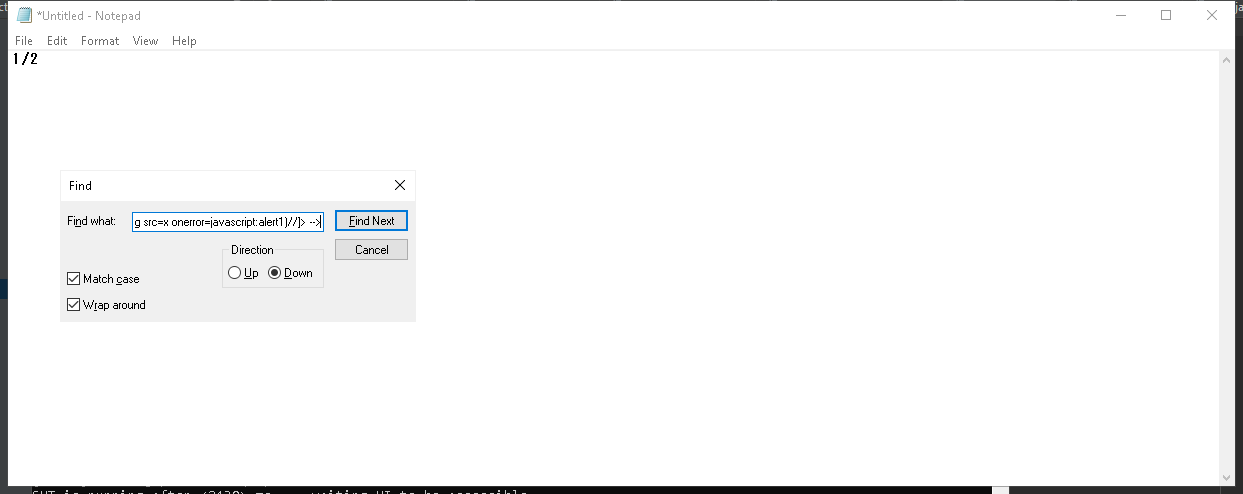 *Untitled - Notepad
File Edit Format View Help
1/2
Find
Find what: g src=x onerror=javascript:alert1)//]> -->
Find Next
Direction
Cancel
Up Down
Match case
Wrap around